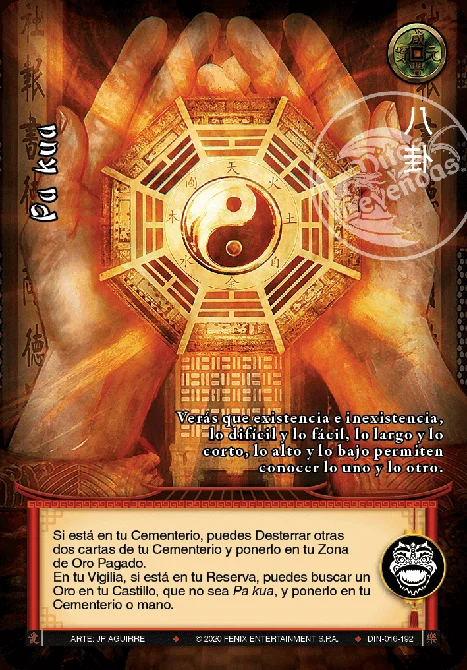 Pa kua
八卦
Verás que existencia e inexistencia,
lo difícil y lo fácil, lo largo y lo
corto, lo alto y lo bajo permiten
conocer lo uno y lo otro.
Si está en tu Cementerio, puedes Desterrar otras
dos cartas de tu Cementerio y ponerlo en tu Zona
de Oro Pagado.
En tu Vigilia, si está en tu Reserva, puedes buscar un
Oro en tu Castillo, que no sea Pa kua, y ponerlo en tu
Cementerio o mano.
ARTE: JP AGUIRRE
© 2020 FENIX ENTERTAINMENT S.P.A.
DIN-016-192